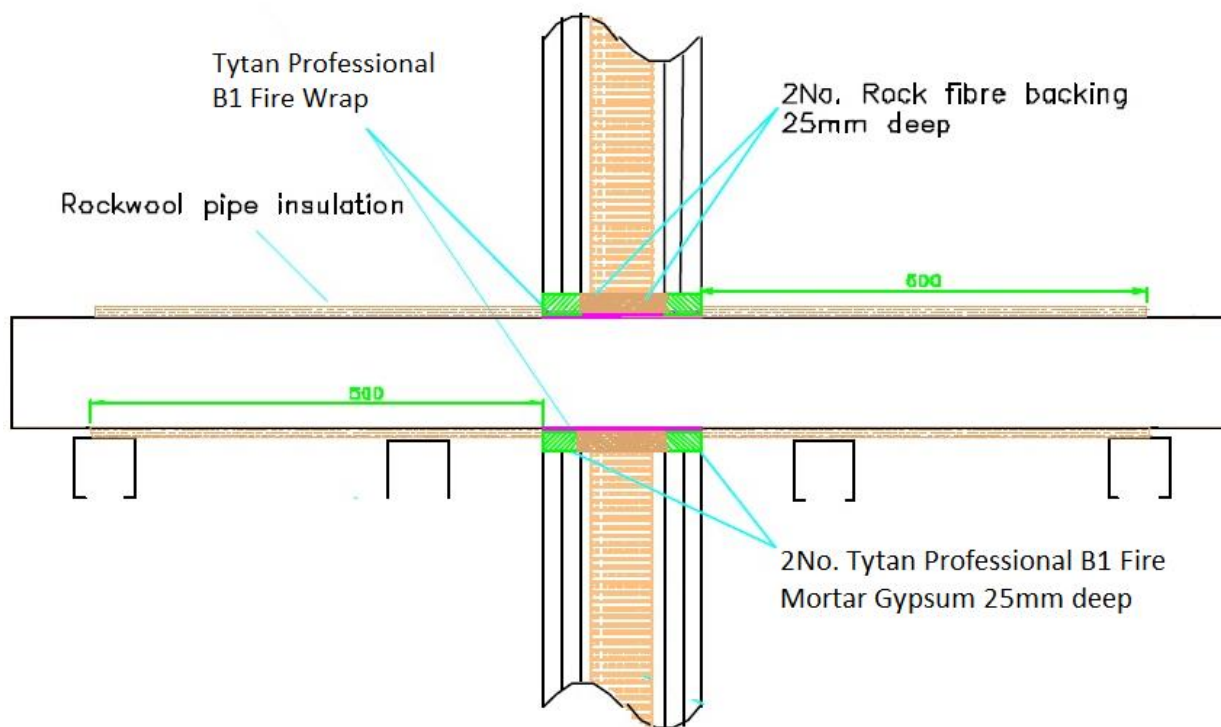 Tytan Professional
B1 Fire Wrap
2No. Rock fibre backing
25mm deep
Rockwool pipe insulation
500
500
2No. Tytan Professional B1 Fire
Mortar Gypsum 25mm deep